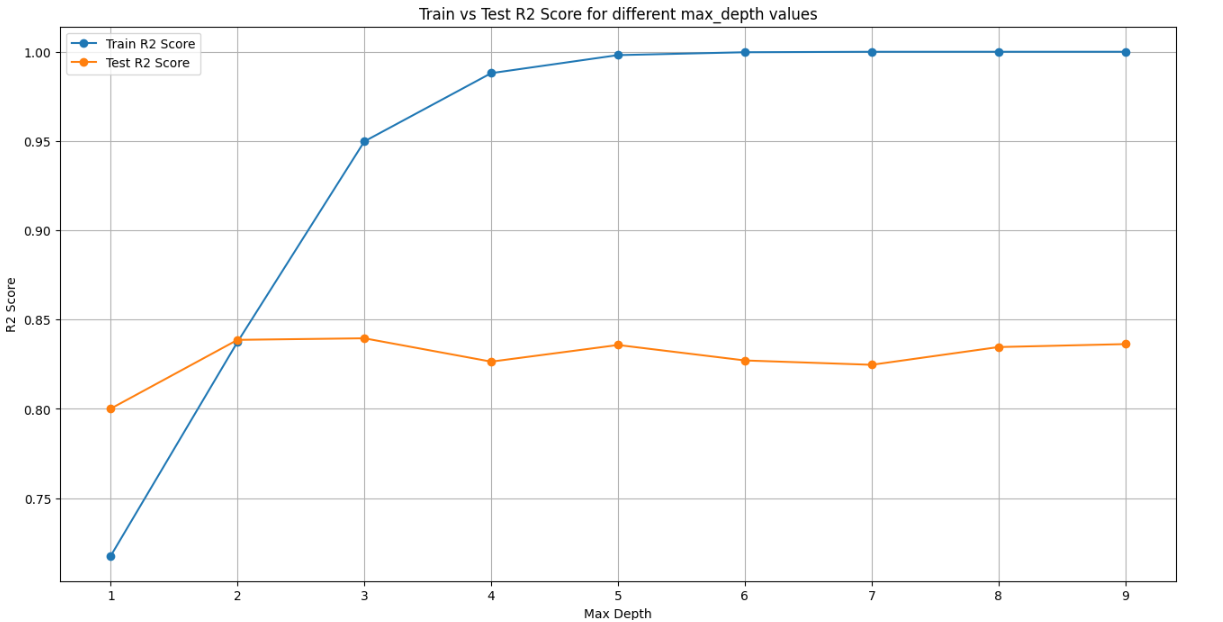 Train vs Test R2 Score for different max_depth values
Train R2 Score
Test R2 Score
R2 Score
1.00
0.95
0.90
0.85
0.80
0.75
1 2 3 4 5 6 7 8 9
Max Depth